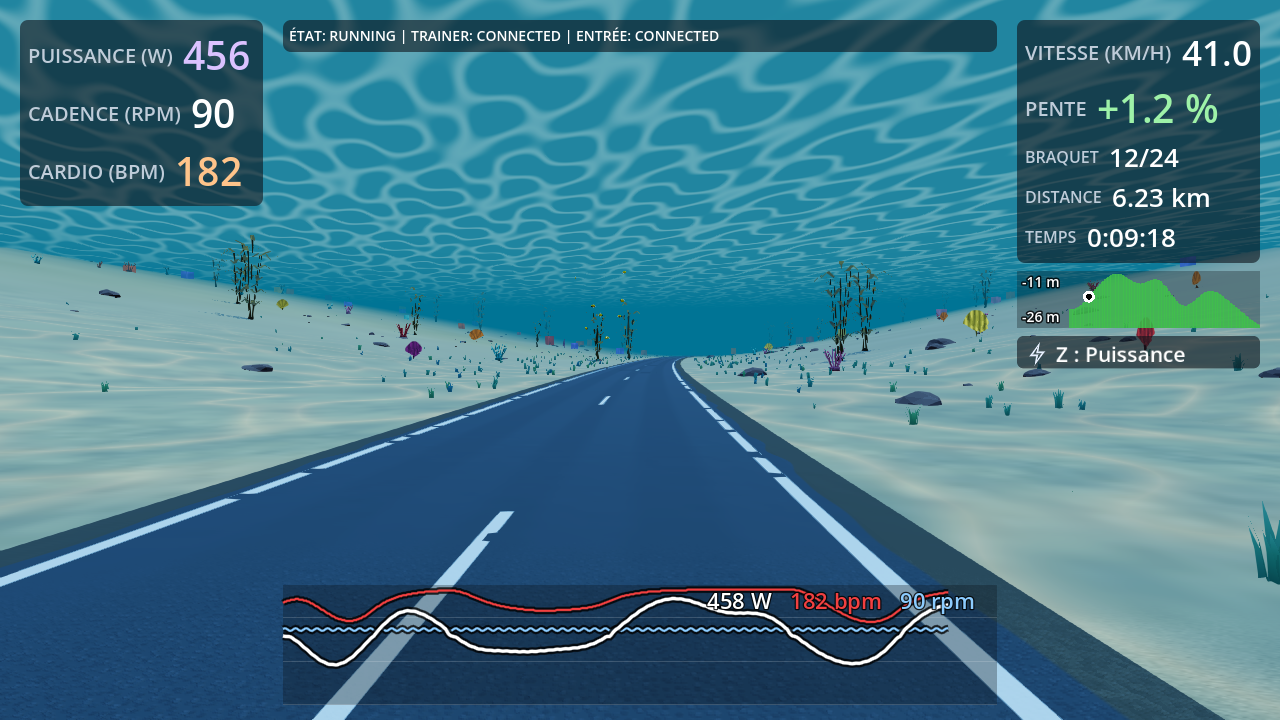 PUISSANCE (W) 456
CADENCE (RPM) 90
CARDIO (BPM) 182
ÉTAT: RUNNING | TRAINER: CONNECTED | ENTRÉE: CONNECTED
VITESSE (KM/H) 41.0
PENTE +1.2 %
BRAQUET 12/24
DISTANCE 6.23 km
TEMPS 0:09:18
-11 m
-26 m
Z : Puissance
458 W 182 bpm 90 rpm